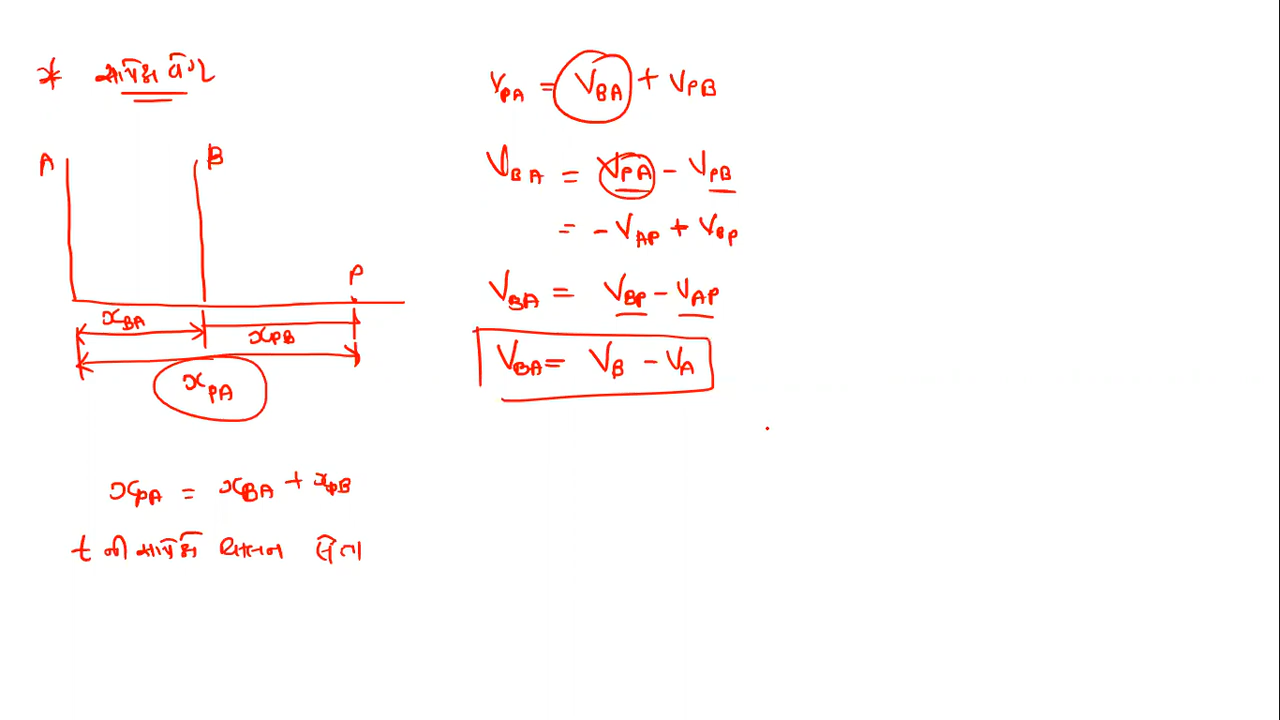 * સાપેક્ષ વેગ
A
B
P
x_BA
x_PB
x_PA
x_PA = x_BA + x_PB
t ની સાપેક્ષે વિકલન લેતા
V_PA = V_BA + V_PB
V_BA = V_PA - V_PB
= - V_AP + V_BP
V_BA = V_BP - V_AP
V_BA = V_B - V_A